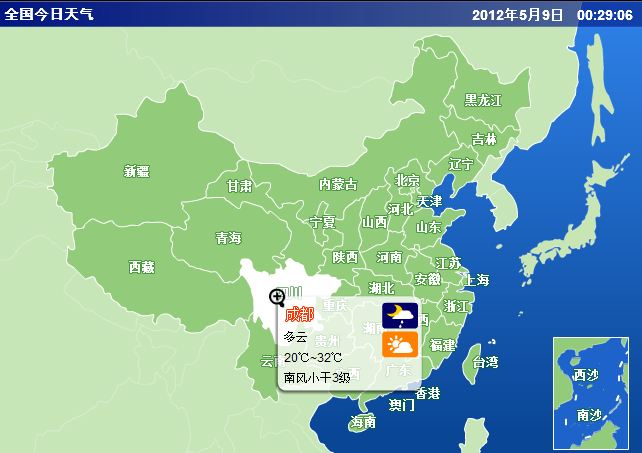 全国今日天气
2012年5月9日 00:29:06
黑龙江
吉林
辽宁
新疆
甘肃
内蒙古
北京
天津
河北
山西
山东
宁夏
青海
陕西
河南
西藏
江苏
安徽
上海
湖北
四川
重庆
浙江
成都
多云
20℃~32℃
南风小于3级
贵州
福建
云南
广东
台湾
香港
澳门
海南
西沙
南沙